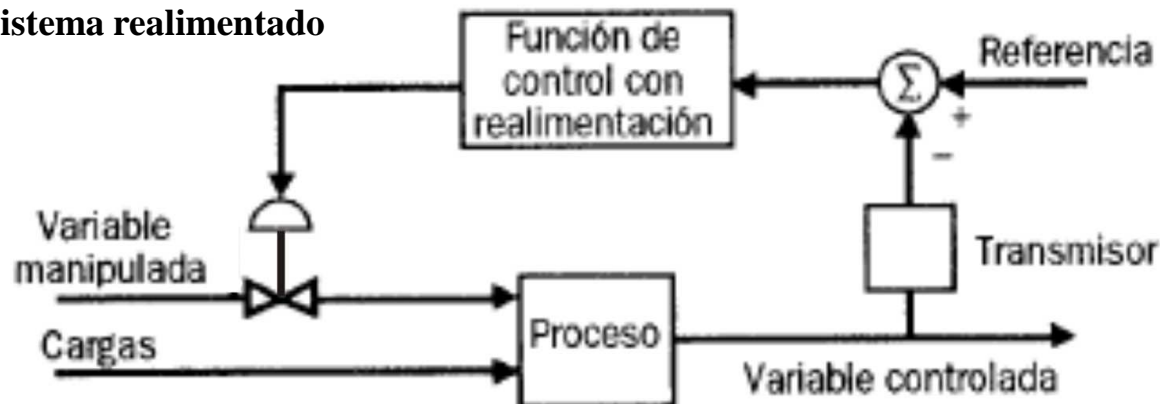 istema realimentado
Función de
control con
realimentación
Σ
Referencia
+
−
Variable
manipulada
Transmisor
Cargas
Proceso
Variable controlada